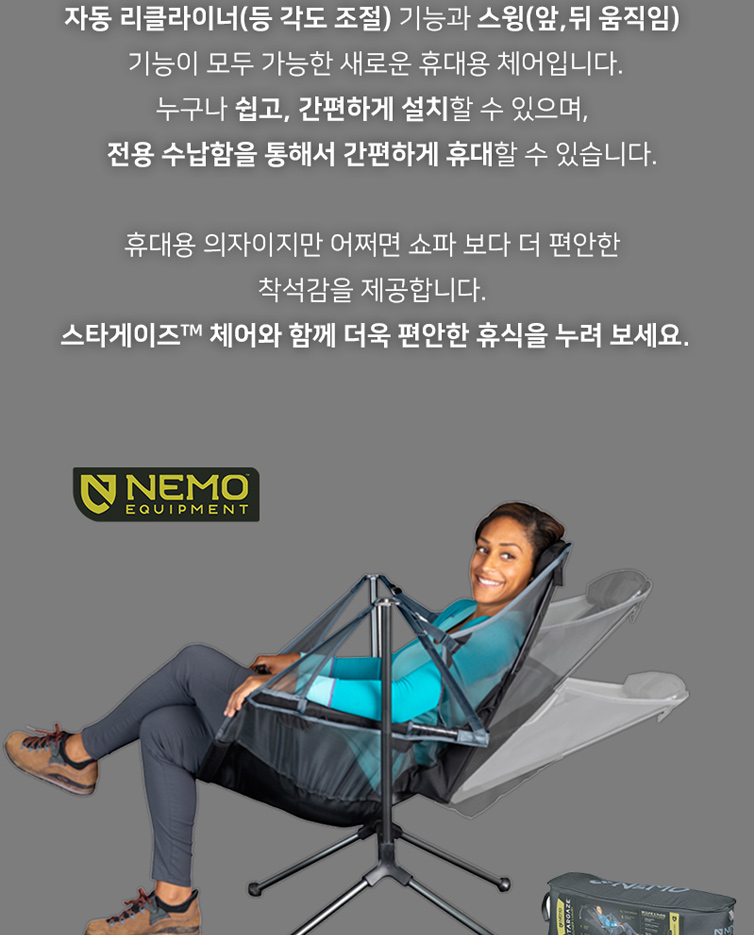 자동 리클라이너(등 각도 조절) 기능과 스윙(앞,뒤 움직임)
기능이 모두 가능한 새로운 휴대용 체어입니다.
누구나 쉽고, 간편하게 설치할 수 있으며,
전용 수납함을 통해서 간편하게 휴대할 수 있습니다.
휴대용 의자이지만 어쩌면 쇼파 보다 더 편안한
착석감을 제공합니다.
스타게이즈™ 체어와 함께 더욱 편안한 휴식을 누려 보세요.
NEMO™
EQUIPMENT
NEMO
STARGAZE